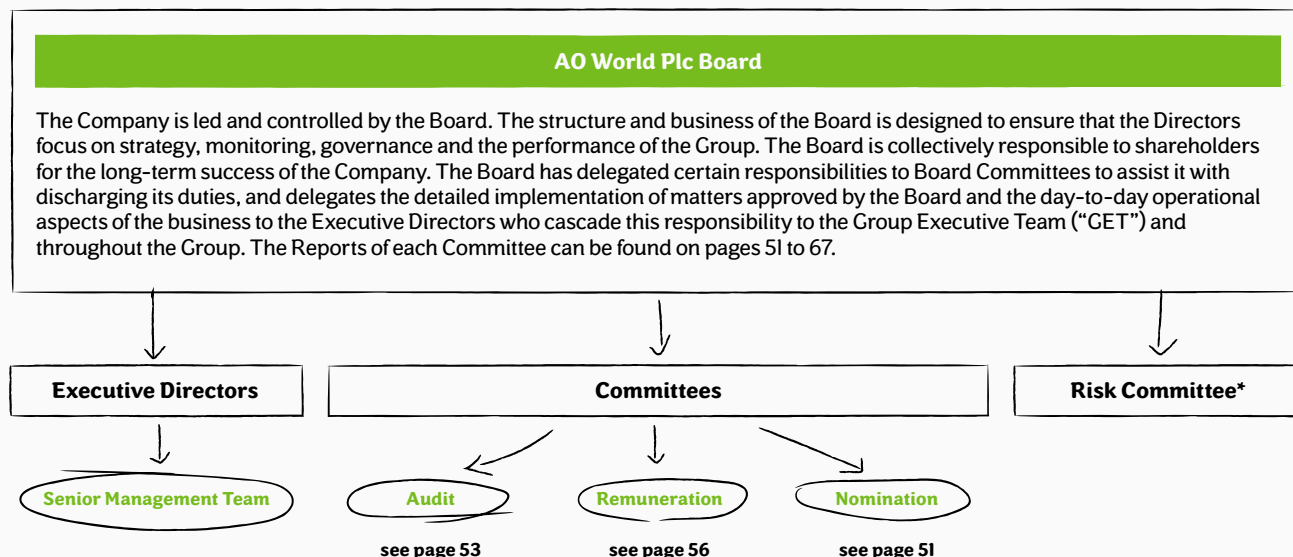 AO World Plc Board
The Company is led and controlled by the Board. The structure and business of the Board is designed to ensure that the Directors
focus on strategy, monitoring, governance and the performance of the Group. The Board is collectively responsible to shareholders
for the long-term success of the Company. The Board has delegated certain responsibilities to Board Committees to assist it with
discharging its duties, and delegates the detailed implementation of matters approved by the Board and the day-to-day operational
aspects of the business to the Executive Directors who cascade this responsibility to the Group Executive Team (“GET”) and
throughout the Group. The Reports of each Committee can be found on pages 51 to 67.
Executive Directors
Committees
Risk Committee*
Senior Management Team
Audit
Remuneration
Nomination
see page 53
see page 56
see page 51